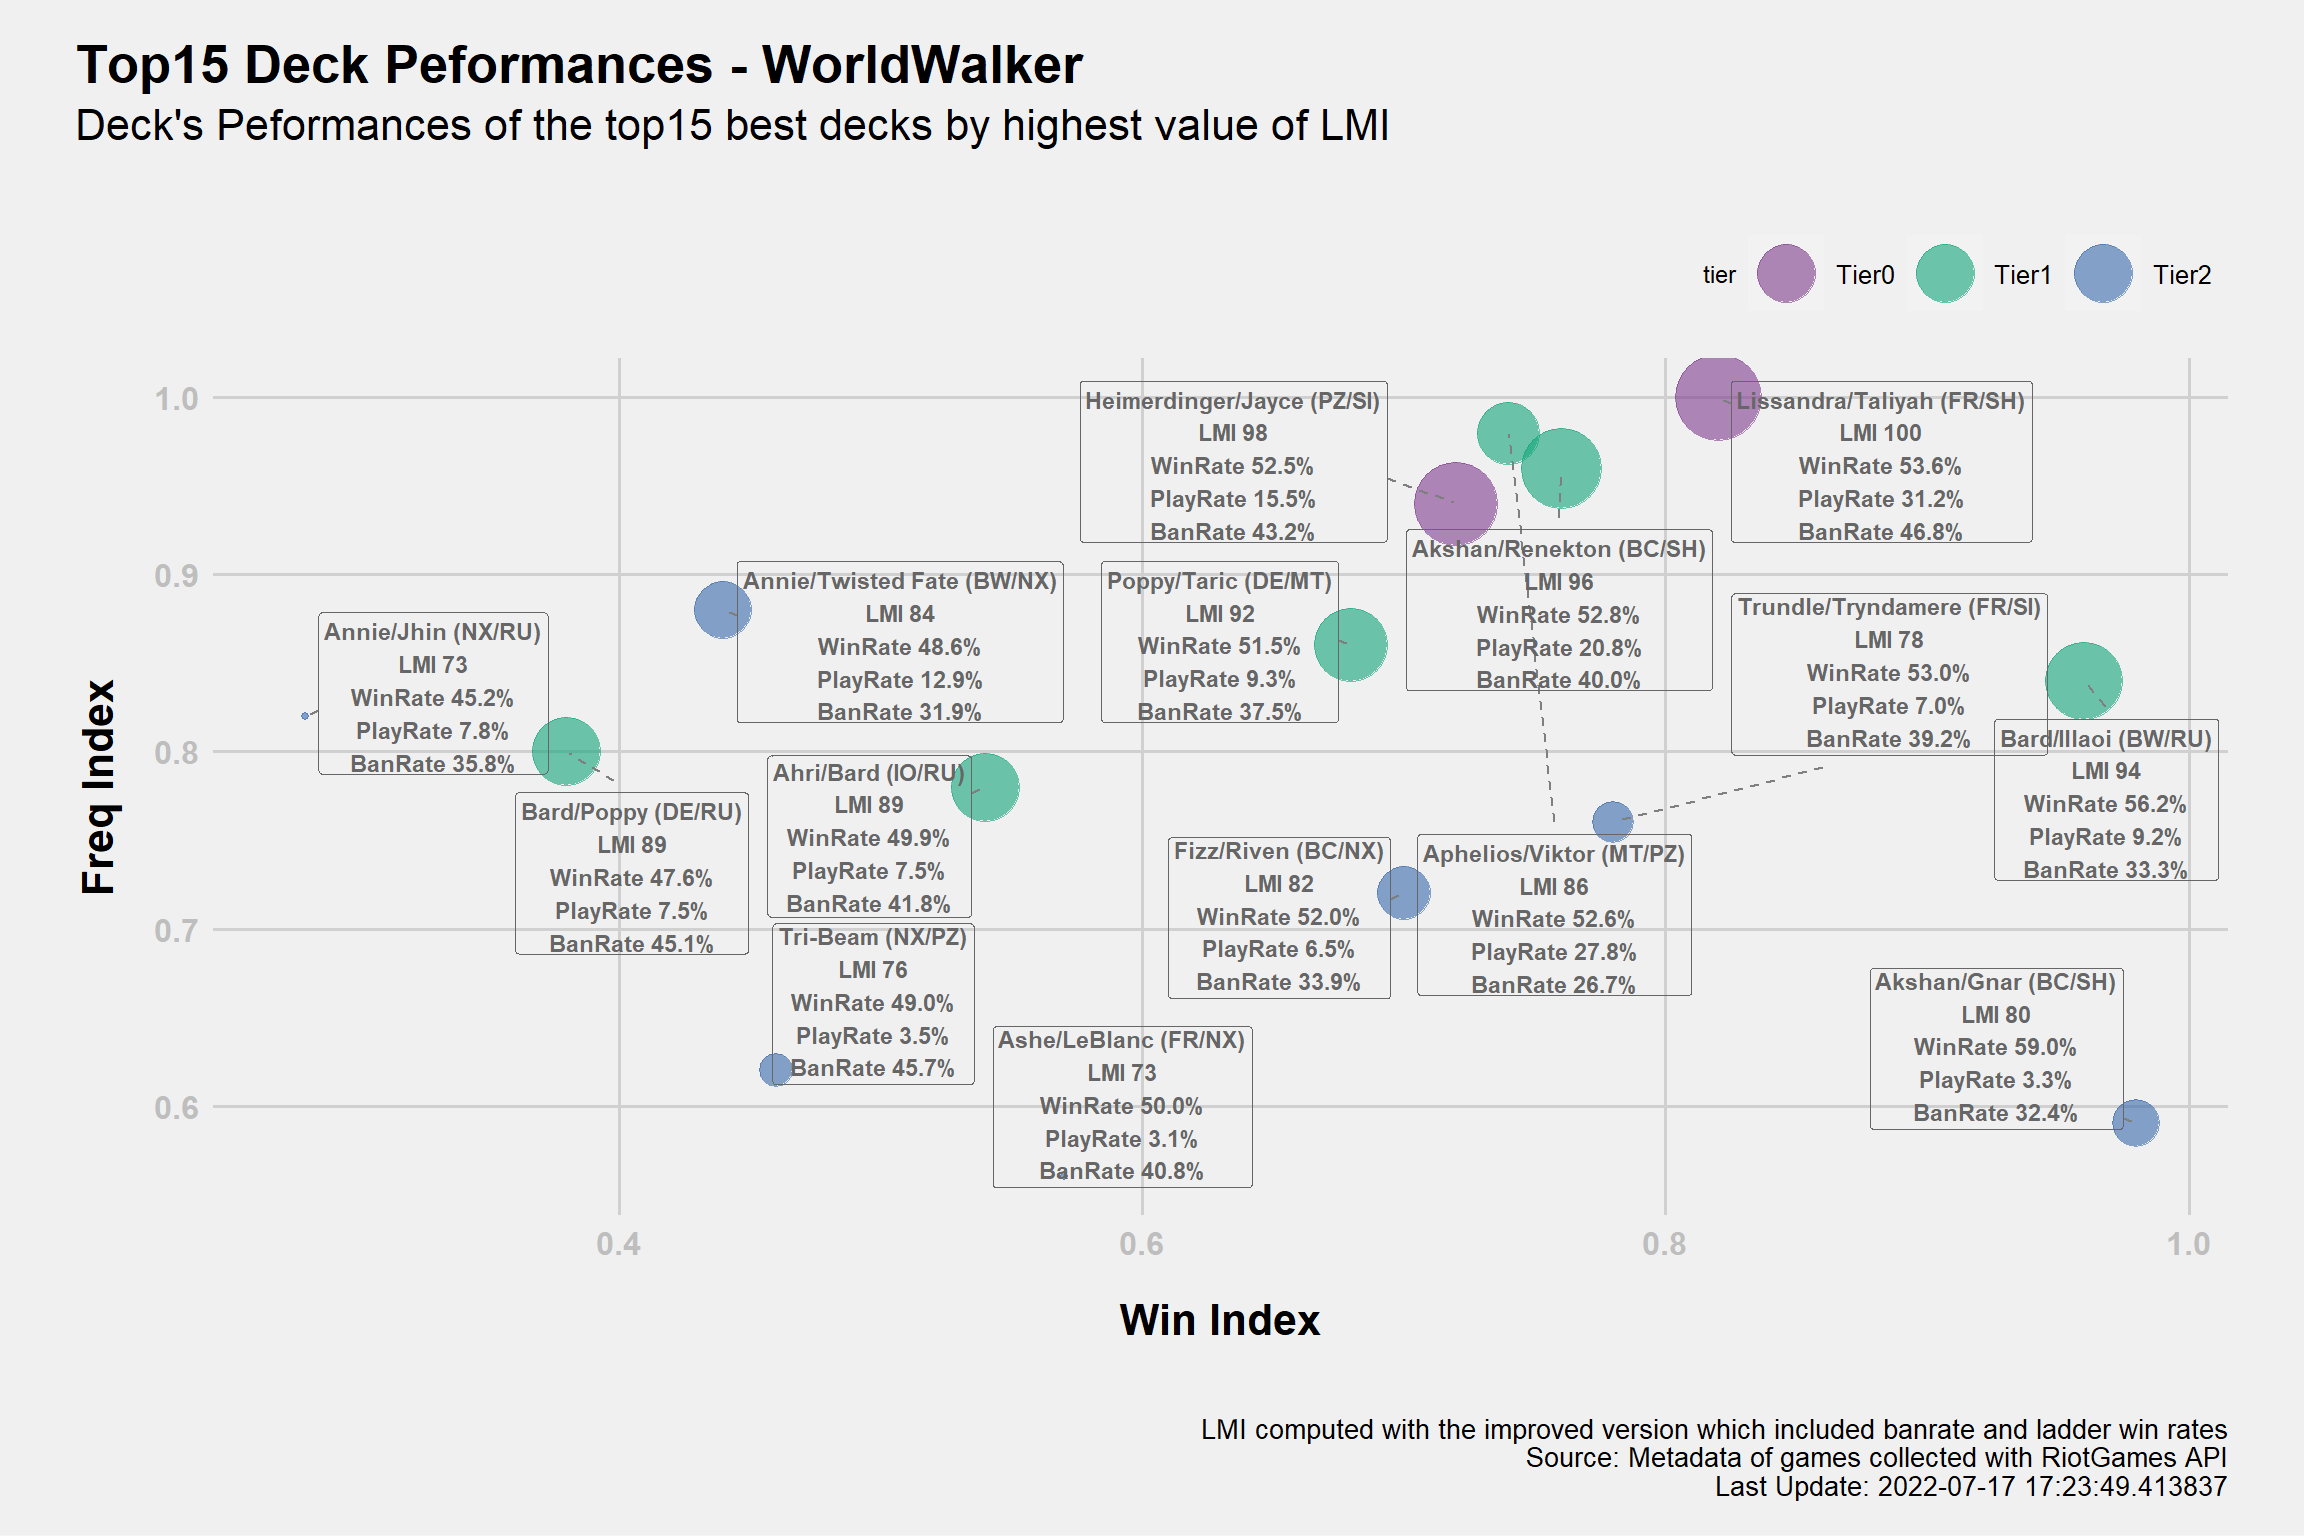 Top15 Deck Peformances - WorldWalker
Deck's Peformances of the top15 best decks by highest value of LMI
tier
Tier0
Tier1
Tier2
Freq Index
1.0
0.9
0.8
0.7
0.6
Heimerdinger/Jayce (PZ/SI)
LMI 98
WinRate 52.5%
PlayRate 15.5%
BanRate 43.2%
Lissandra/Taliyah (FR/SH)
LMI 100
WinRate 53.6%
PlayRate 31.2%
BanRate 46.8%
Akshan/Renekton (BC/SH)
LMI 96
WinRate 52.8%
PlayRate 20.8%
BanRate 40.0%
Annie/Twisted Fate (BW/NX)
LMI 84
WinRate 48.6%
PlayRate 12.9%
BanRate 31.9%
Poppy/Taric (DE/MT)
LMI 92
WinRate 51.5%
PlayRate 9.3%
BanRate 37.5%
Trundle/Tryndamere (FR/SI)
LMI 78
WinRate 53.0%
PlayRate 7.0%
BanRate 39.2%
Annie/Jhin (NX/RU)
LMI 73
WinRate 45.2%
PlayRate 7.8%
BanRate 35.8%
Bard/Illaoi (BW/RU)
LMI 94
WinRate 56.2%
PlayRate 9.2%
BanRate 33.3%
Ahri/Bard (IO/RU)
LMI 89
WinRate 49.9%
PlayRate 7.5%
BanRate 41.8%
Bard/Poppy (DE/RU)
LMI 89
WinRate 47.6%
PlayRate 7.5%
BanRate 45.1%
Fizz/Riven (BC/NX)
LMI 82
WinRate 52.0%
PlayRate 6.5%
BanRate 33.9%
Aphelios/Viktor (MT/PZ)
LMI 86
WinRate 52.6%
PlayRate 27.8%
BanRate 26.7%
Tri-Beam (NX/PZ)
LMI 76
WinRate 49.0%
PlayRate 3.5%
BanRate 45.7%
Akshan/Gnar (BC/SH)
LMI 80
WinRate 59.0%
PlayRate 3.3%
BanRate 32.4%
Ashe/LeBlanc (FR/NX)
LMI 73
WinRate 50.0%
PlayRate 3.1%
BanRate 40.8%
0.4
0.6
0.8
1.0
Win Index
LMI computed with the improved version which included banrate and ladder win rates
Source: Metadata of games collected with RiotGames API
Last Update: 2022-07-17 17:23:49.413837